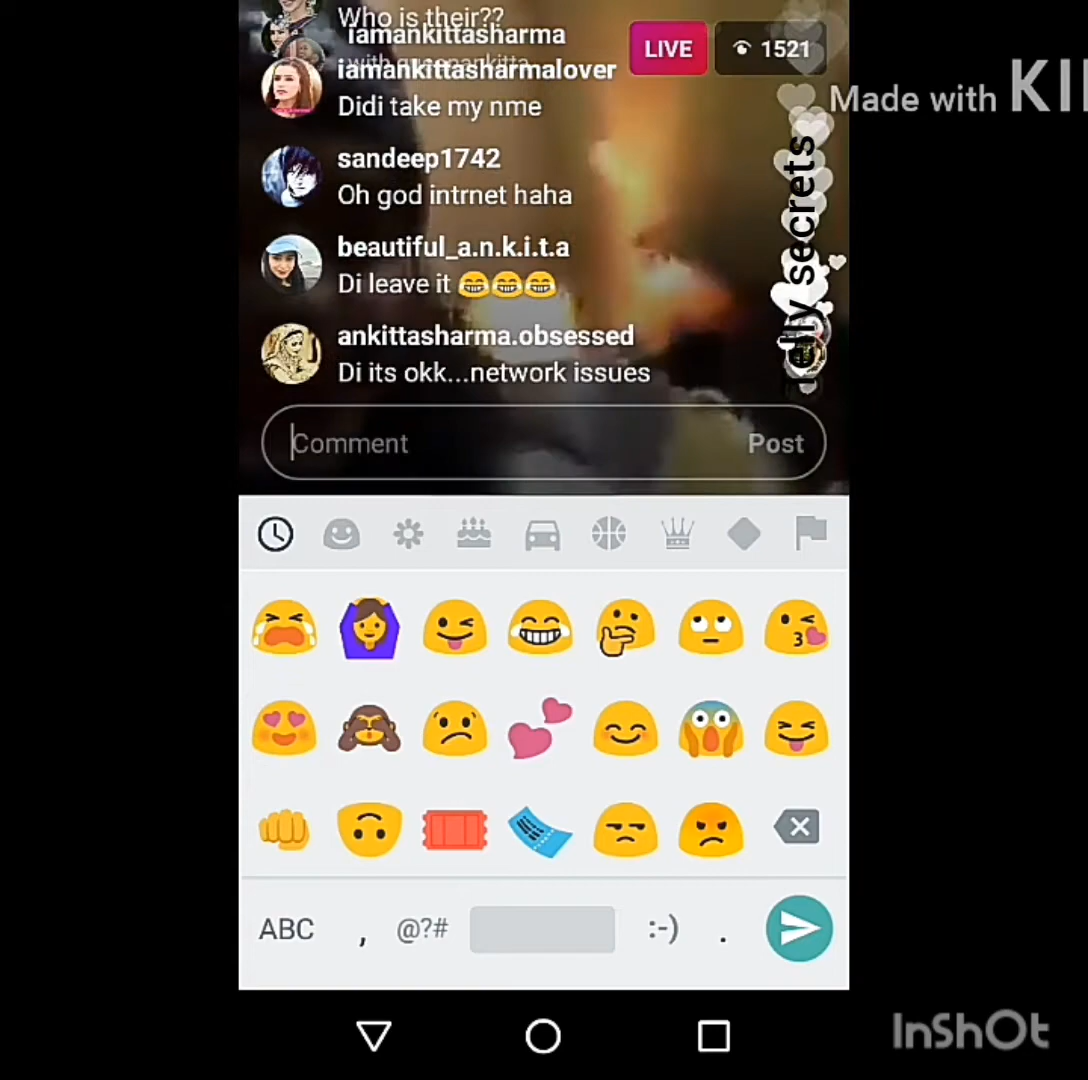 Who is their??
iamankittasharma
iamankittasharmalover
LIVE
1521
Didi take my nme
Made with KI
sandeep1742
Oh god intrnet haha
beautiful_a.n.k.i.t.a
Di leave it 😂😂😂
ankittasharma.obsessed
Di its okk...network issues
Telly secrets
Comment
Post
ABC
,
@?#
:-)
.
InShOt